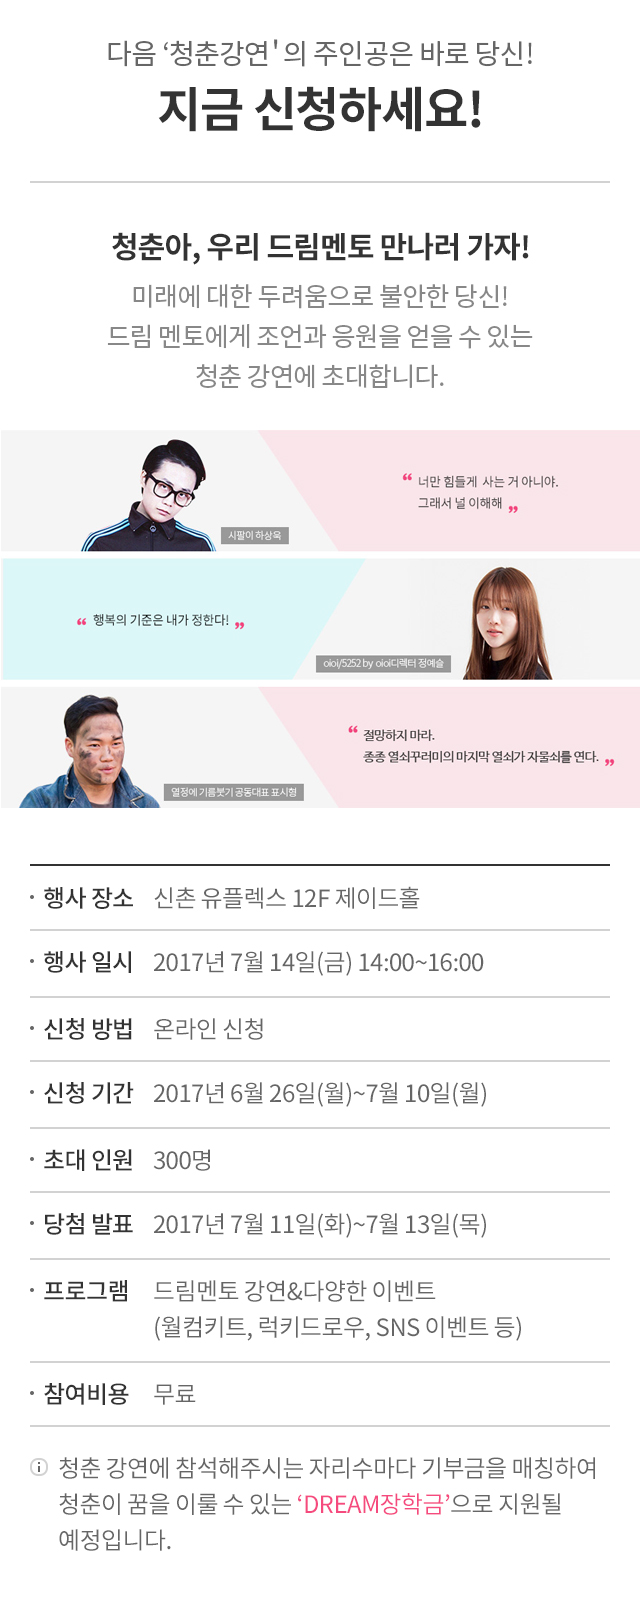 다음 ‘청춘강연'의 주인공은 바로 당신!
지금 신청하세요!
청춘아, 우리 드림멘토 만나러 가자!
미래에 대한 두려움으로 불안한 당신!
드림 멘토에게 조언과 응원을 얻을 수 있는
청춘 강연에 초대합니다.
“ 너만 힘들게 사는 거 아니야.
그래서 널 이해해 ”
시팔이 하상욱
“ 행복의 기준은 내가 정한다! ”
oioi/5252 by oioi디렉터 정예슬
“ 절망하지 마라.
종종 열쇠꾸러미의 마지막 열쇠가 자물쇠를 연다. ”
열정에 기름붓기 공동대표 표시형
· 행사 장소 신촌 유플렉스 12F 제이드홀
· 행사 일시 2017년 7월 14일(금) 14:00~16:00
· 신청 방법 온라인 신청
· 신청 기간 2017년 6월 26일(월)~7월 10일(월)
· 초대 인원 300명
· 당첨 발표 2017년 7월 11일(화)~7월 13일(목)
· 프로그램 드림멘토 강연&다양한 이벤트
(월컴키트, 럭키드로우, SNS 이벤트 등)
· 참여비용 무료
청춘 강연에 참석해주시는 자리수마다 기부금을 매칭하여
청춘이 꿈을 이룰 수 있는 ‘DREAM장학금’으로 지원될
예정입니다.